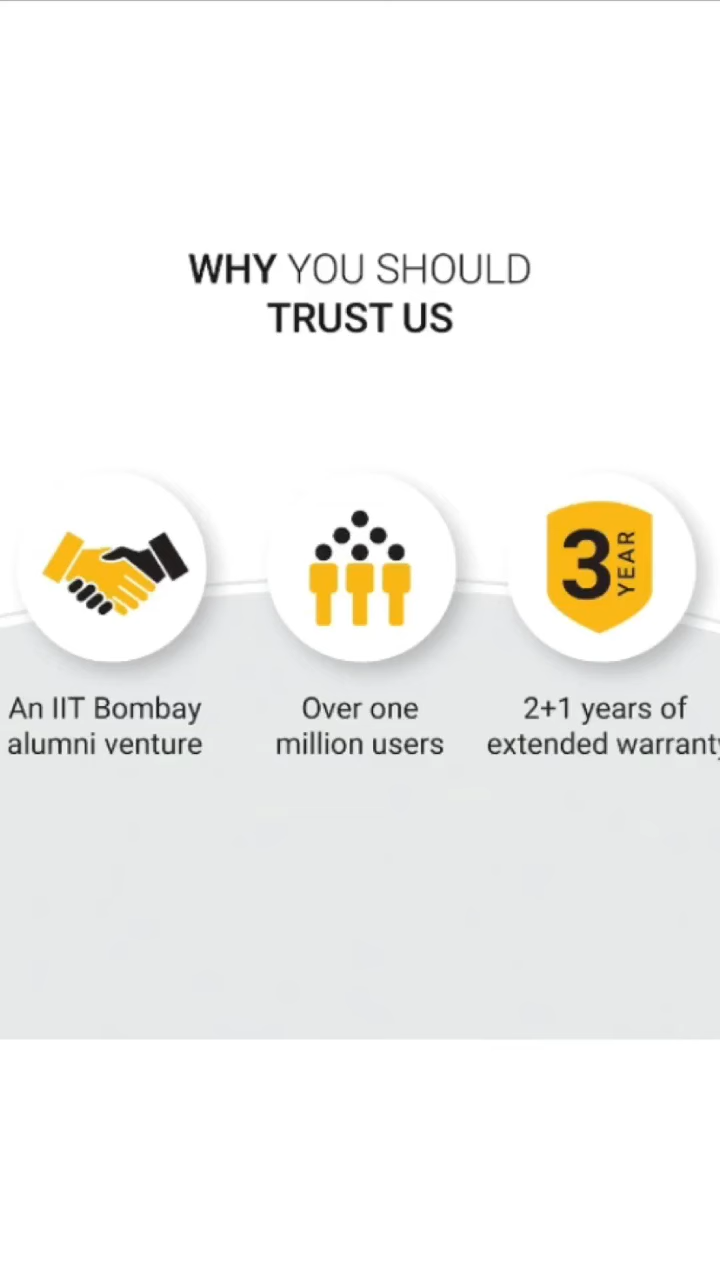 WHY YOU SHOULD
TRUST US
3
YEAR
An IIT Bombay
alumni venture
Over one
million users
2+1 years of
extended warranty